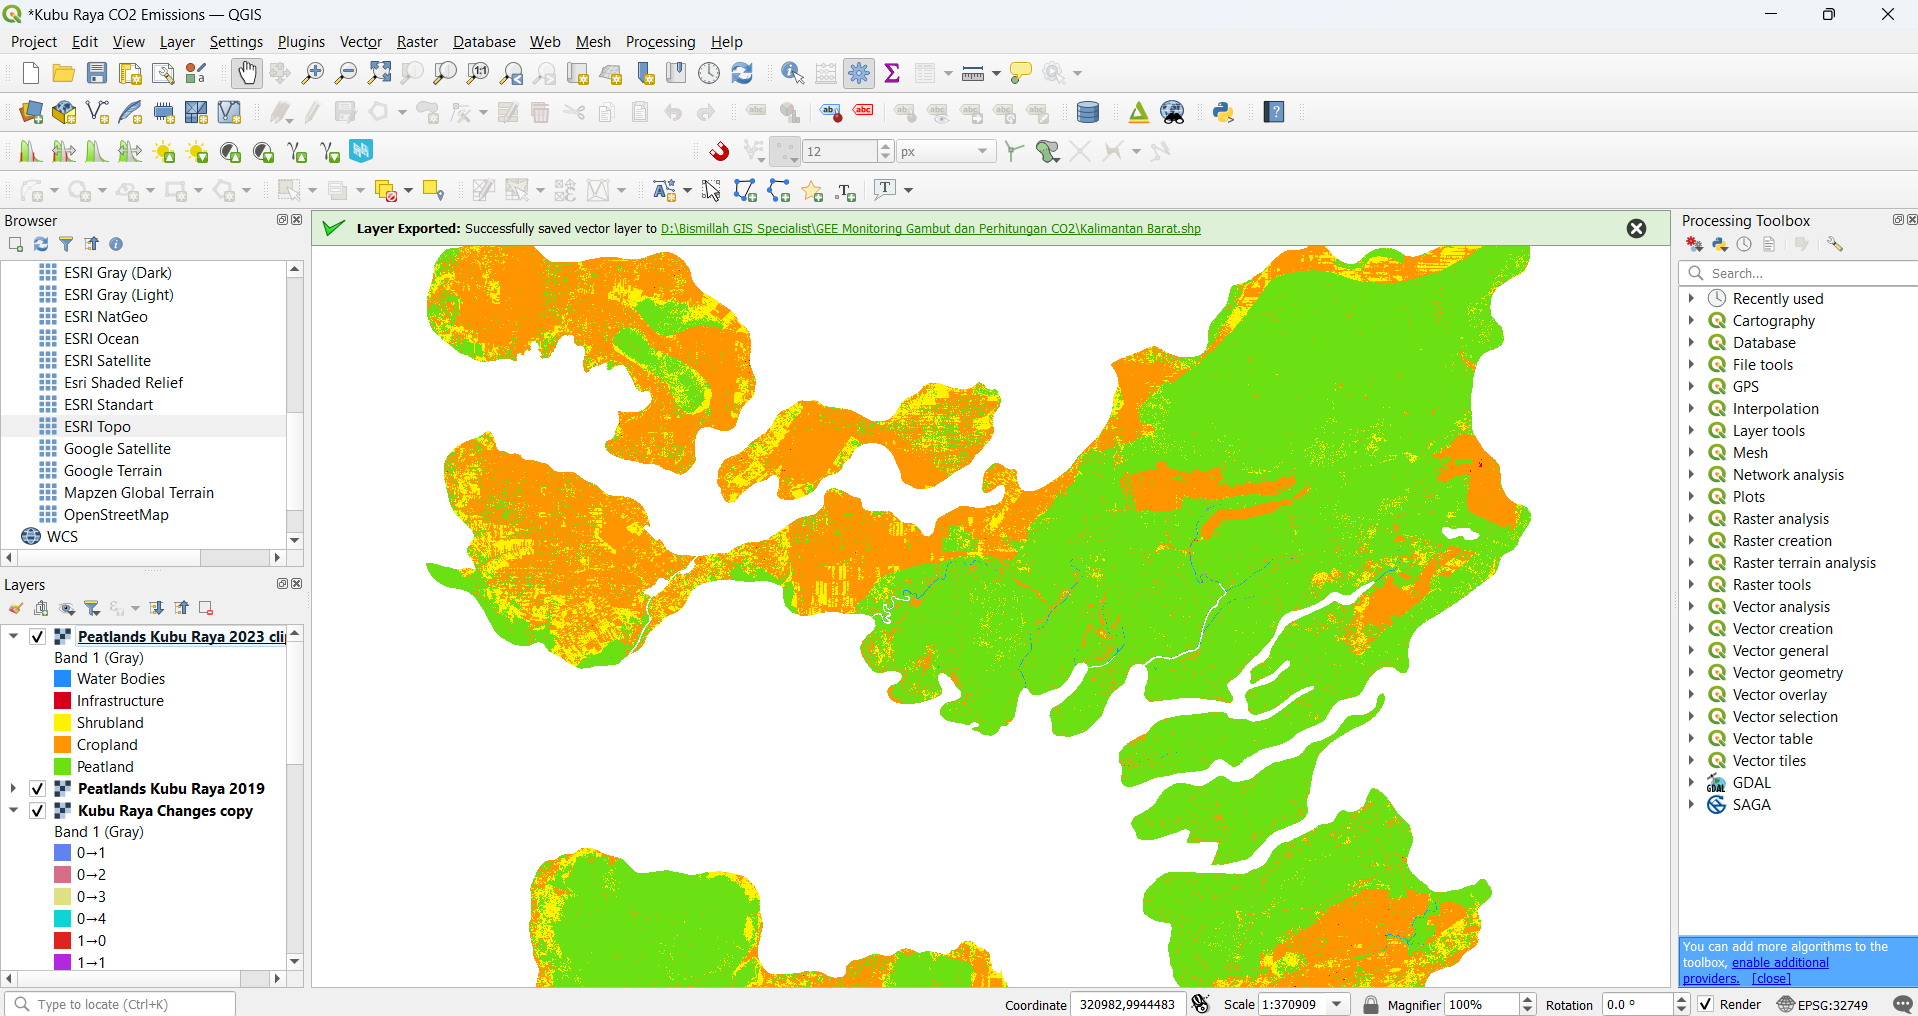 *Kubu Raya CO2 Emissions — QGIS
Project Edit View Layer Settings Plugins Vector Raster Database Web Mesh Processing Help
12 px
Browser
ESRI Gray (Dark)
ESRI Gray (Light)
ESRI NatGeo
ESRI Ocean
ESRI Satellite
Esri Shaded Relief
ESRI Standart
ESRI Topo
Google Satellite
Google Terrain
Mapzen Global Terrain
OpenStreetMap
WCS
Layers
Peatlands Kubu Raya 2023 cli
Band 1 (Gray)
Water Bodies
Infrastructure
Shrubland
Cropland
Peatland
Peatlands Kubu Raya 2019
Kubu Raya Changes copy
Band 1 (Gray)
0→1
0→2
0→3
0→4
1→0
1→1
Layer Exported: Successfully saved vector layer to D:\Bismillah GIS Specialist\GEE Monitoring Gambut dan Perhitungan CO2\Kalimantan Barat.shp
Processing Toolbox
Search...
Recently used
Cartography
Database
File tools
GPS
Interpolation
Layer tools
Mesh
Network analysis
Plots
Raster analysis
Raster creation
Raster terrain analysis
Raster tools
Vector analysis
Vector creation
Vector general
Vector geometry
Vector overlay
Vector selection
Vector table
Vector tiles
GDAL
SAGA
You can add more algorithms to the
toolbox, enable additional
providers. [close]
Type to locate (Ctrl+K)
Coordinate 320982,9944483 Scale 1:370909 Magnifier 100% Rotation 0.0 ° Render EPSG:32749